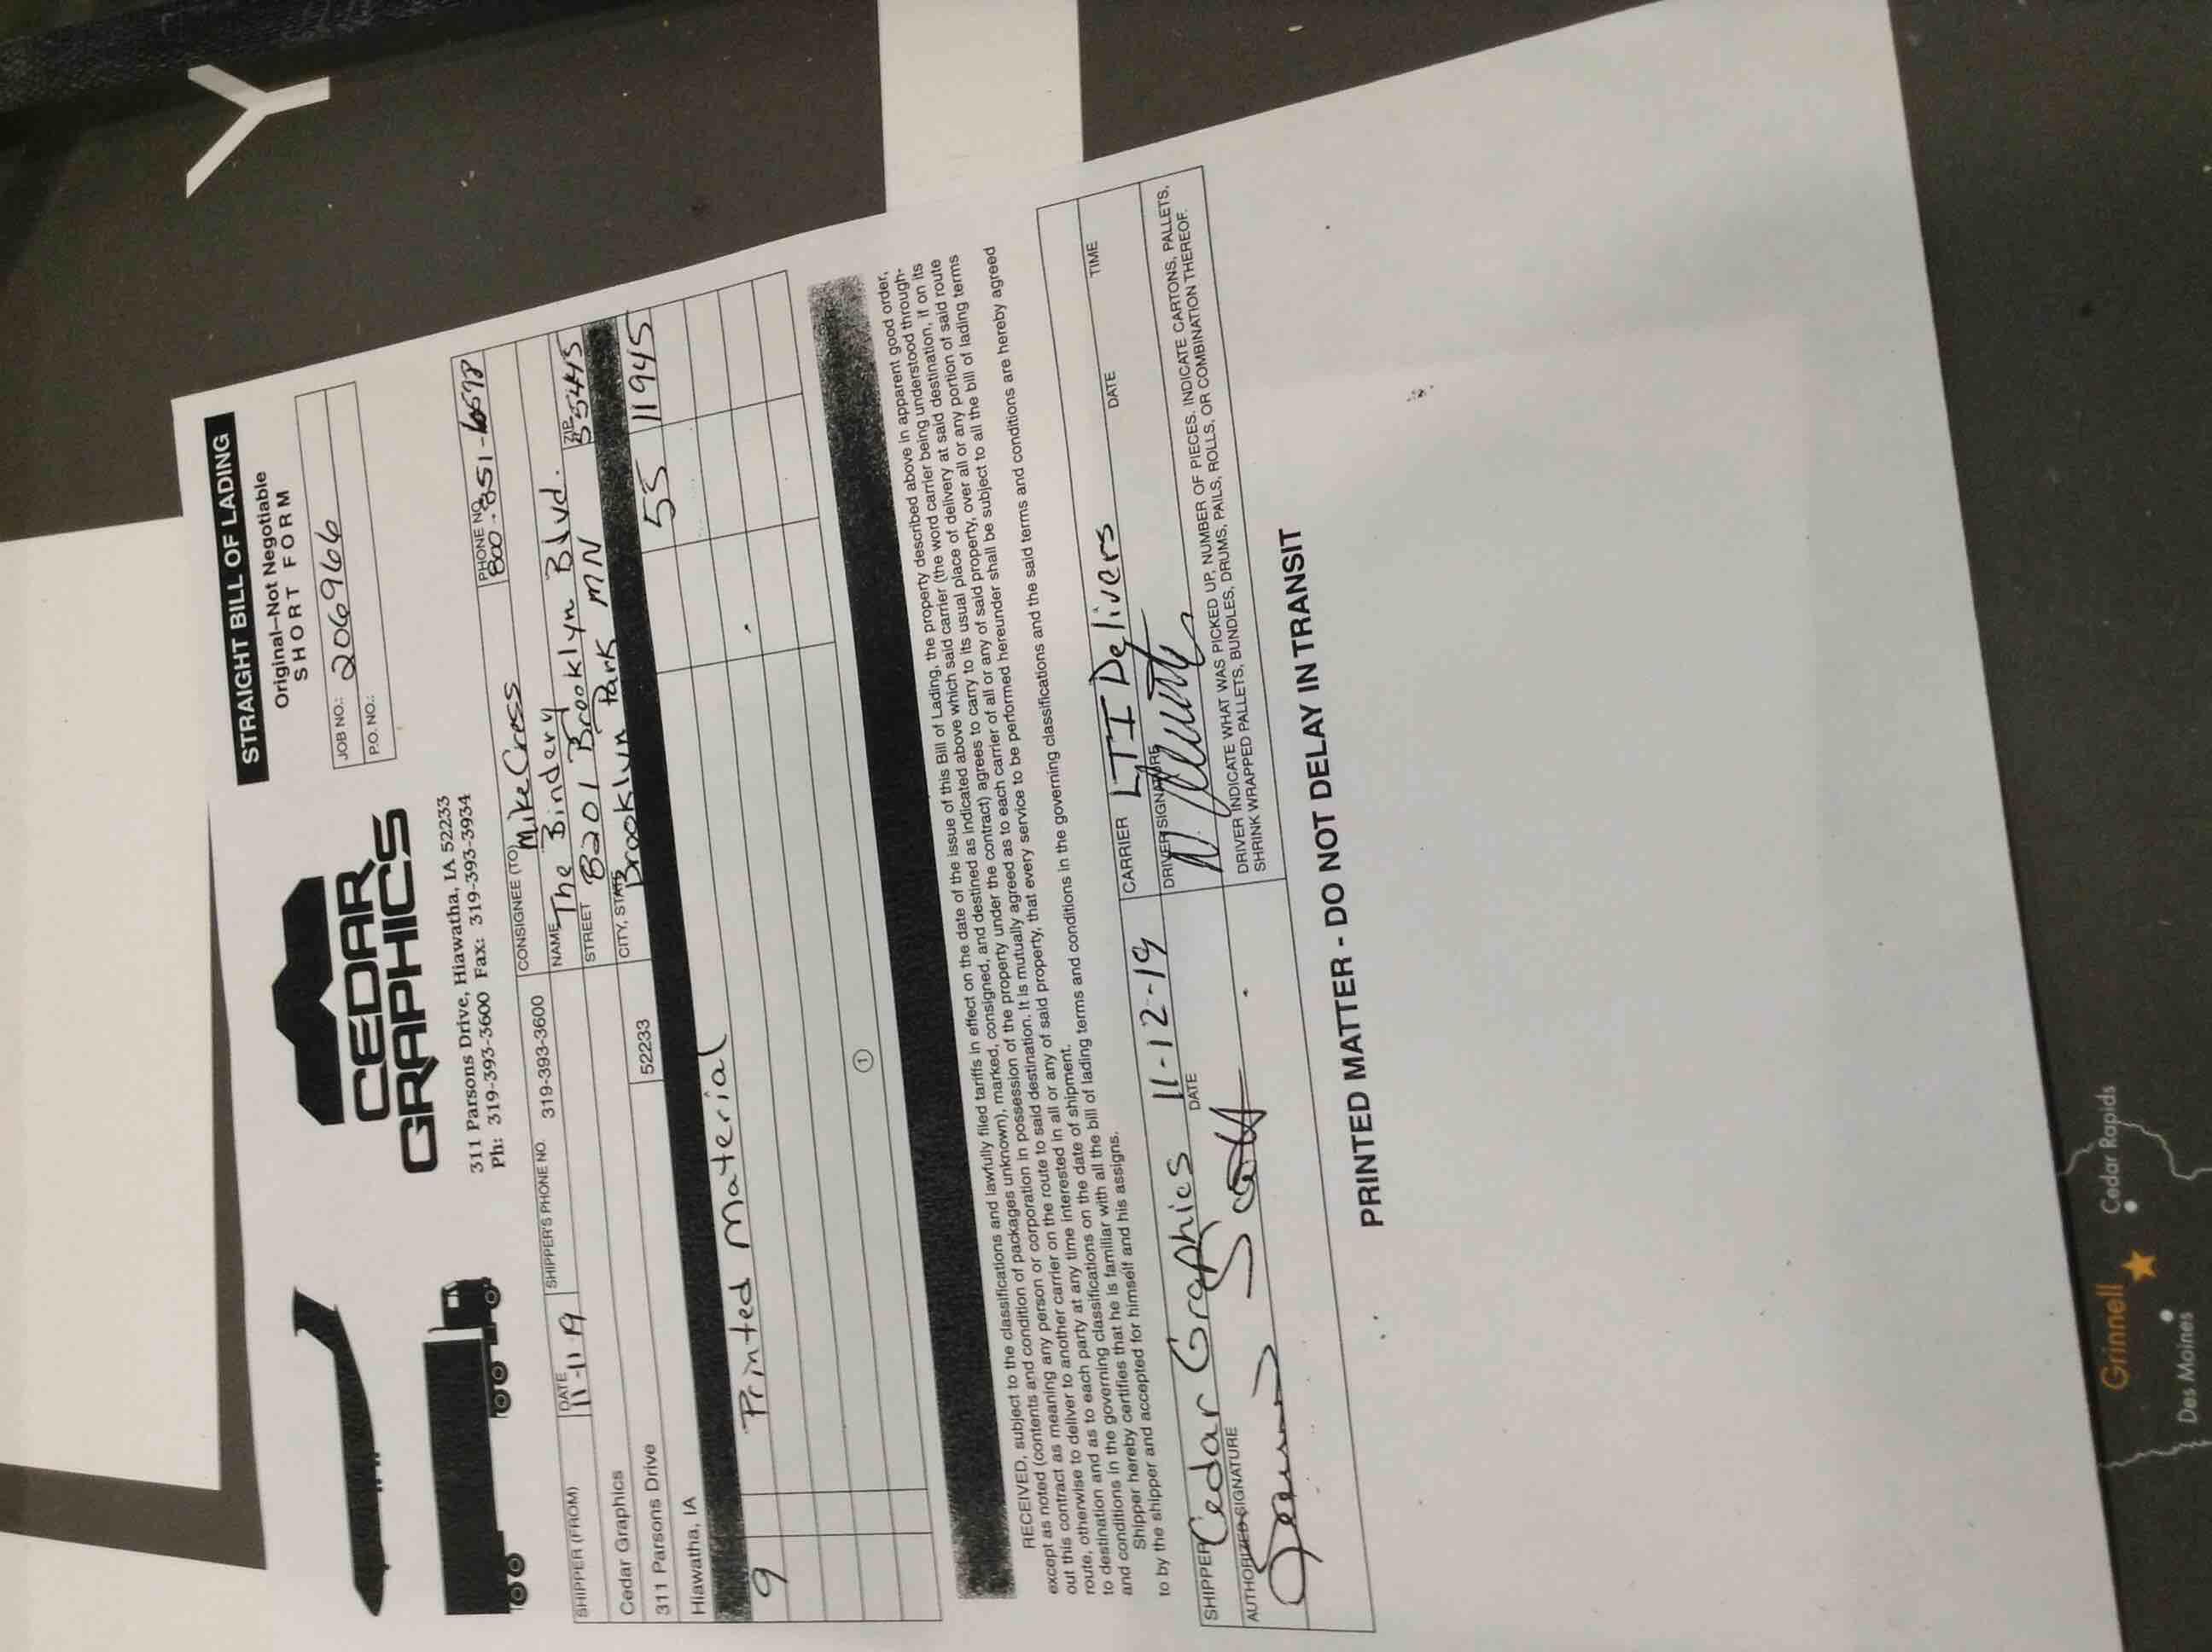 Y
STRAIGHT BILL OF LADING
Original–Not Negotiable
SHORT FORM
JOB NO.: 206966
P.O. NO.:
CEDAR
GRAPHICS
311 Parsons Drive, Hiawatha, IA 52233
Ph: 319-393-3600 Fax: 319-393-3934
SHIPPER (FROM) DATE 11-11-19 SHIPPER'S PHONE NO. 319-393-3600
Cedar Graphics
311 Parsons Drive
Hiawatha, IA 52233
CONSIGNEE (TO) Mike Cress PHONE NO. 800-851-6598
NAME The Bindery
STREET 8201 Brooklyn Blvd.
CITY, STATE Brooklyn Park MN ZIP 55445
9 Printed Material 55 11945
1
RECEIVED, subject to the classifications and lawfully filed tariffs in effect on the date of the issue of this Bill of Lading, the property described above in apparent good order,
except as noted (contents and condition of packages unknown), marked, consigned, and destined as indicated above which said carrier (the word carrier being understood through-
out this contract as meaning any person or corporation in possession of the property under the contract) agrees to carry to its usual place of delivery at said destination, if on its
route, otherwise to deliver to another carrier on the route to said destination. It is mutually agreed as to each carrier of all or any of said property, over all or any portion of said route
to destination and as to each party at any time interested in all or any of said property, that every service to be performed hereunder shall be subject to all the bill of lading terms
and conditions in the governing classifications on the date of shipment.
Shipper hereby certifies that he is familiar with all the bill of lading terms and conditions in the governing classifications and the said terms and conditions are hereby agreed
to by the shipper and accepted for himself and his assigns.
SHIPPER Cedar Graphics DATE 11-12-19
AUTHORIZED SIGNATURE
Scott
CARRIER LTI Delivers DATE TIME
DRIVER SIGNATURE
DRIVER INDICATE WHAT WAS PICKED UP, NUMBER OF PIECES. INDICATE CARTONS, PALLETS,
SHRINK WRAPPED PALLETS, BUNDLES, DRUMS, PAILS, ROLLS, OR COMBINATION THEREOF.
PRINTED MATTER - DO NOT DELAY IN TRANSIT
Cedar Rapids
Grinnell
Des Moines